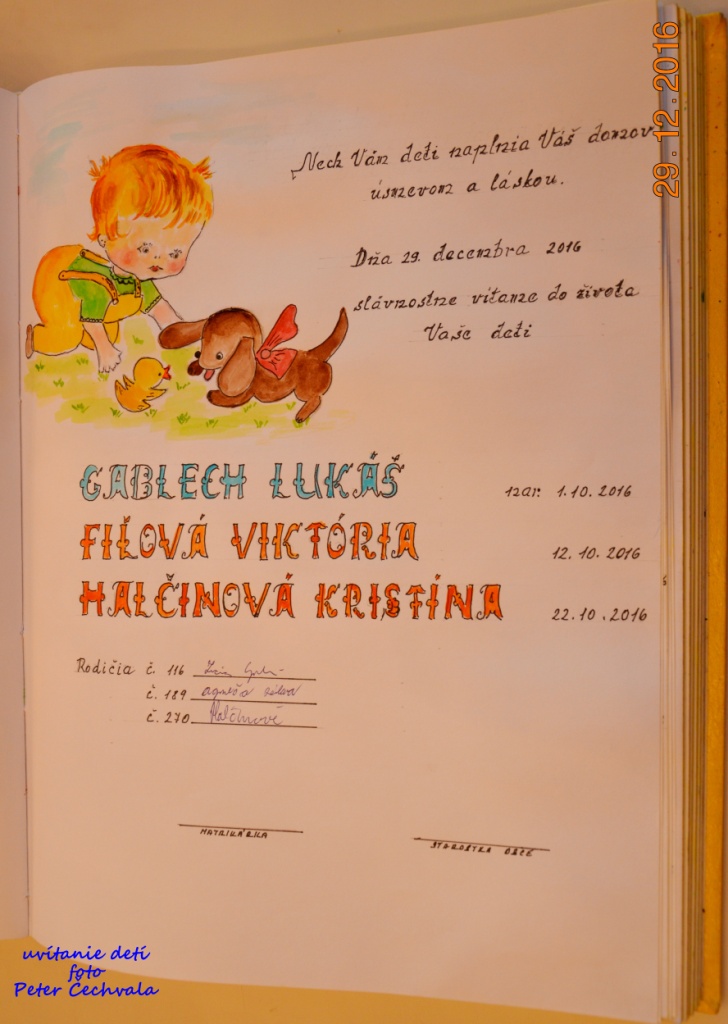 29.12.2016
Nech Vám deti naplnia Váš domov
úsmevom a láskou.
Dňa 29. decembra 2016
slávnostne vítame do života
Vaše deti
GABLECH LUKÁŠ nar. 1.10.2016
FIĽOVÁ VIKTÓRIA 12.10.2016
HALČINOVÁ KRISTÍNA 22.10.2016
Rodičia č. 116
č. 189
č. 270 Halčinové
MATRIKÁRKA
STAROSTKA OBCE
uvítanie detí
foto
Peter Čechvala